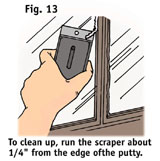 Fig. 13
To clean up, run the scraper about
1/4" from the edge ofthe putty.